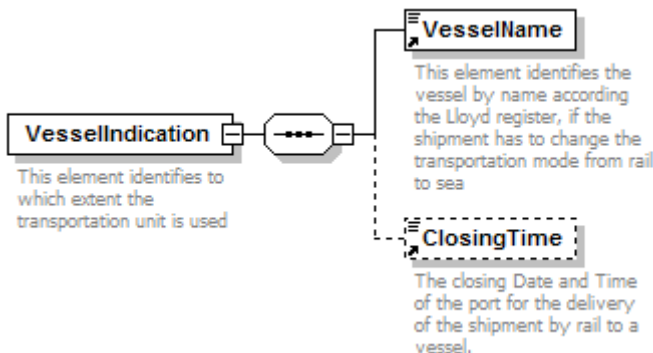 VesselName
This element identifies the
vessel by name according
the Lloyd register, if the
shipment has to change the
transportation mode from rail
to sea
VesselIndication
This element identifies to
which extent the
transportation unit is used
ClosingTime
The closing Date and Time
of the port for the delivery
of the shipment by rail to a
vessel.